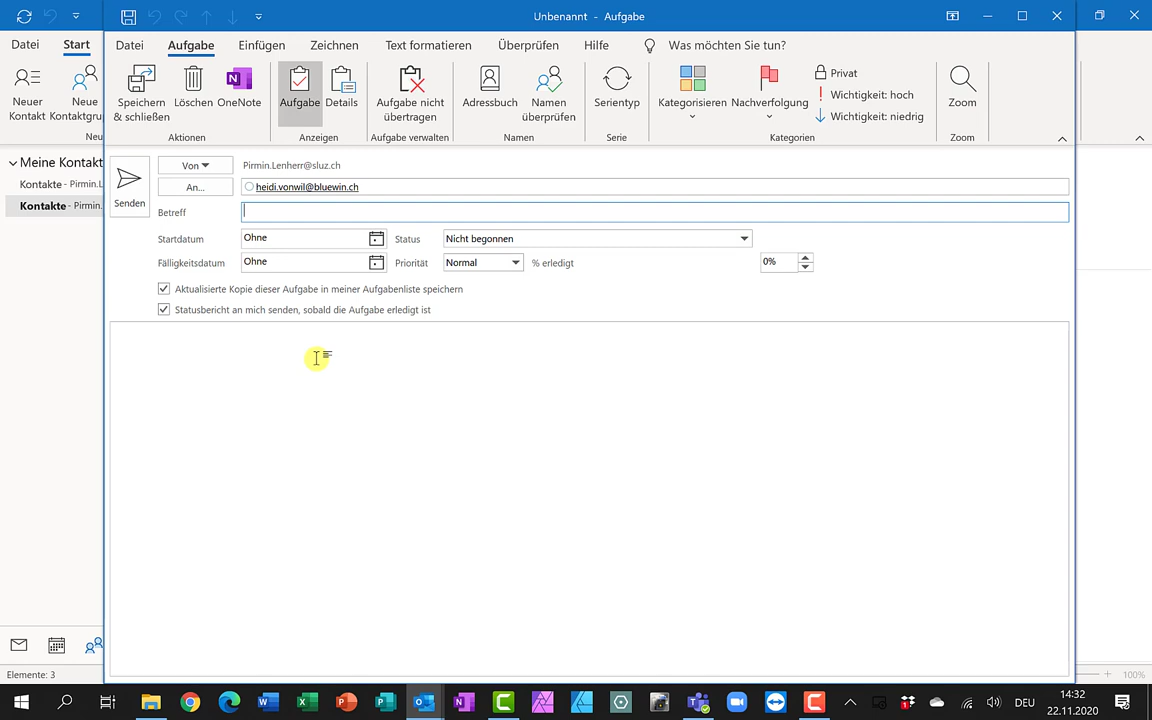 Unbenannt - Aufgabe
Datei
Start
Datei
Aufgabe
Einfügen
Zeichnen
Text formatieren
Überprüfen
Hilfe
Was möchten Sie tun?
Neuer
Kontakt
Neue
Kontaktgru
Neu
Speichern
& schließen
Löschen
OneNote
Aktionen
Aufgabe
Details
Anzeigen
Aufgabe nicht
übertragen
Aufgabe verwalten
Adressbuch
Namen
überprüfen
Namen
Serientyp
Serie
Kategorisieren
Nachverfolgung
Privat
Wichtigkeit: hoch
Wichtigkeit: niedrig
Kategorien
Zoom
Zoom
Meine Kontakt
Kontakte - Pirmin.L
Kontakte - Pirmin.
Senden
Von
Pirmin.Lenherr@sluz.ch
An...
heidi.vonwil@bluewin.ch
Betreff
Startdatum
Ohne
Status
Nicht begonnen
Fälligkeitsdatum
Ohne
Priorität
Normal
% erledigt
0%
Aktualisierte Kopie dieser Aufgabe in meiner Aufgabenliste speichern
Statusbericht an mich senden, sobald die Aufgabe erledigt ist
Elemente: 3
100%
DEU
14:32
22.11.2020